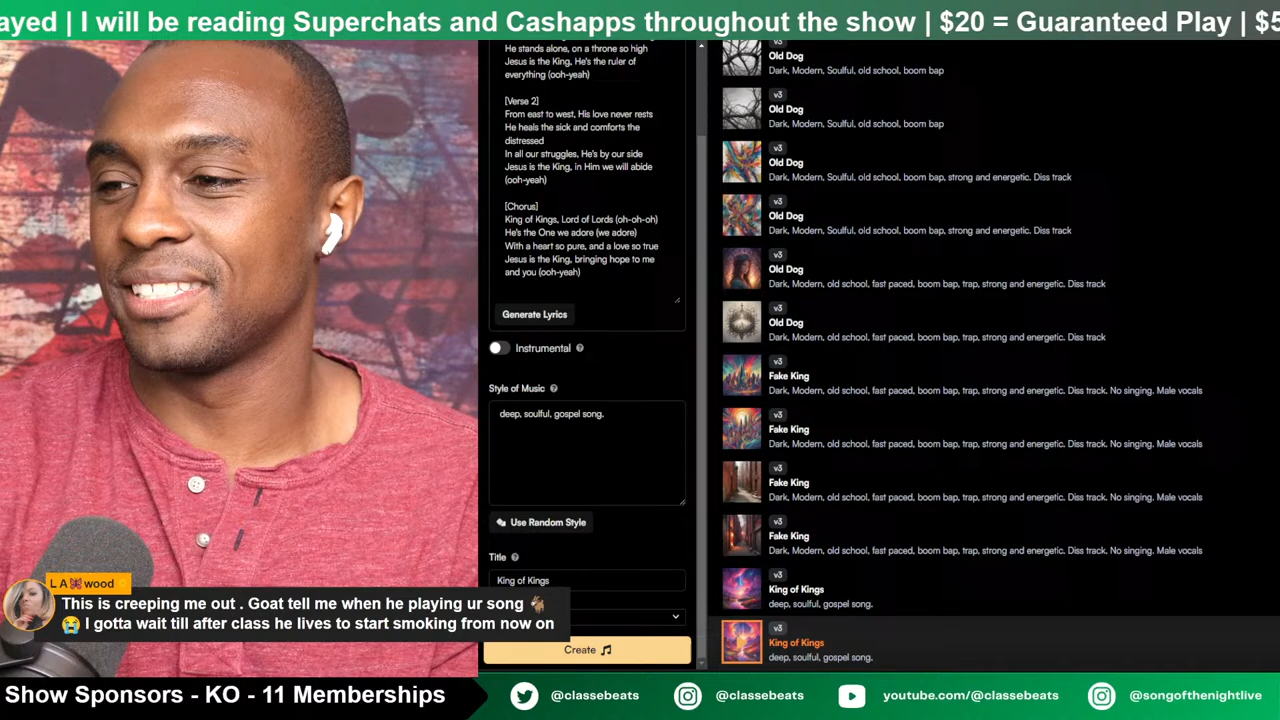 ayed | I will be reading Superchats and Cashapps throughout the show | $20 = Guaranteed Play | $5
He stands alone, on a throne so high
Jesus is the King, He's the ruler of
everything (ooh-yeah)
[Verse 2]
From east to west, His love never rests
He heals the sick and comforts the
distressed
In all our struggles, He's by our side
Jesus is the King, in Him we will abide
(ooh-yeah)
[Chorus]
King of Kings, Lord of Lords (oh-oh-oh)
He's the One we adore (we adore)
With a heart so pure, and a love so true
Jesus is the King, bringing hope to me
and you (ooh-yeah)
Generate Lyrics
Instrumental
Style of Music
deep, soulful, gospel song.
Use Random Style
Title
King of Kings
Create
v3
Old Dog
Dark, Modern, Soulful, old school, boom bap
v3
Old Dog
Dark, Modern, Soulful, old school, boom bap
v3
Old Dog
Dark, Modern, Soulful, old school, boom bap, strong and energetic. Diss track
v3
Old Dog
Dark, Modern, Soulful, old school, boom bap, strong and energetic. Diss track
v3
Old Dog
Dark, Modern, old school, fast paced, boom bap, trap, strong and energetic. Diss track
v3
Old Dog
Dark, Modern, old school, fast paced, boom bap, trap, strong and energetic. Diss track
v3
Fake King
Dark, Modern, old school, fast paced, boom bap, trap, strong and energetic. Diss track. No singing. Male vocals
v3
Fake King
Dark, Modern, old school, fast paced, boom bap, trap, strong and energetic. Diss track. No singing. Male vocals
v3
Fake King
Dark, Modern, old school, fast paced, boom bap, trap, strong and energetic. Diss track. No singing. Male vocals
v3
Fake King
Dark, Modern, old school, fast paced, boom bap, trap, strong and energetic. Diss track. No singing. Male vocals
v3
King of Kings
deep, soulful, gospel song.
v3
King of Kings
deep, soulful, gospel song.
L A🦋wood
This is creeping me out . Goat tell me when he playing ur song 🐐
😭 I gotta wait till after class he lives to start smoking from now on
Show Sponsors - KO - 11 Memberships
@classebeats
@classebeats
youtube.com/@classebeats
@songofthenightlive